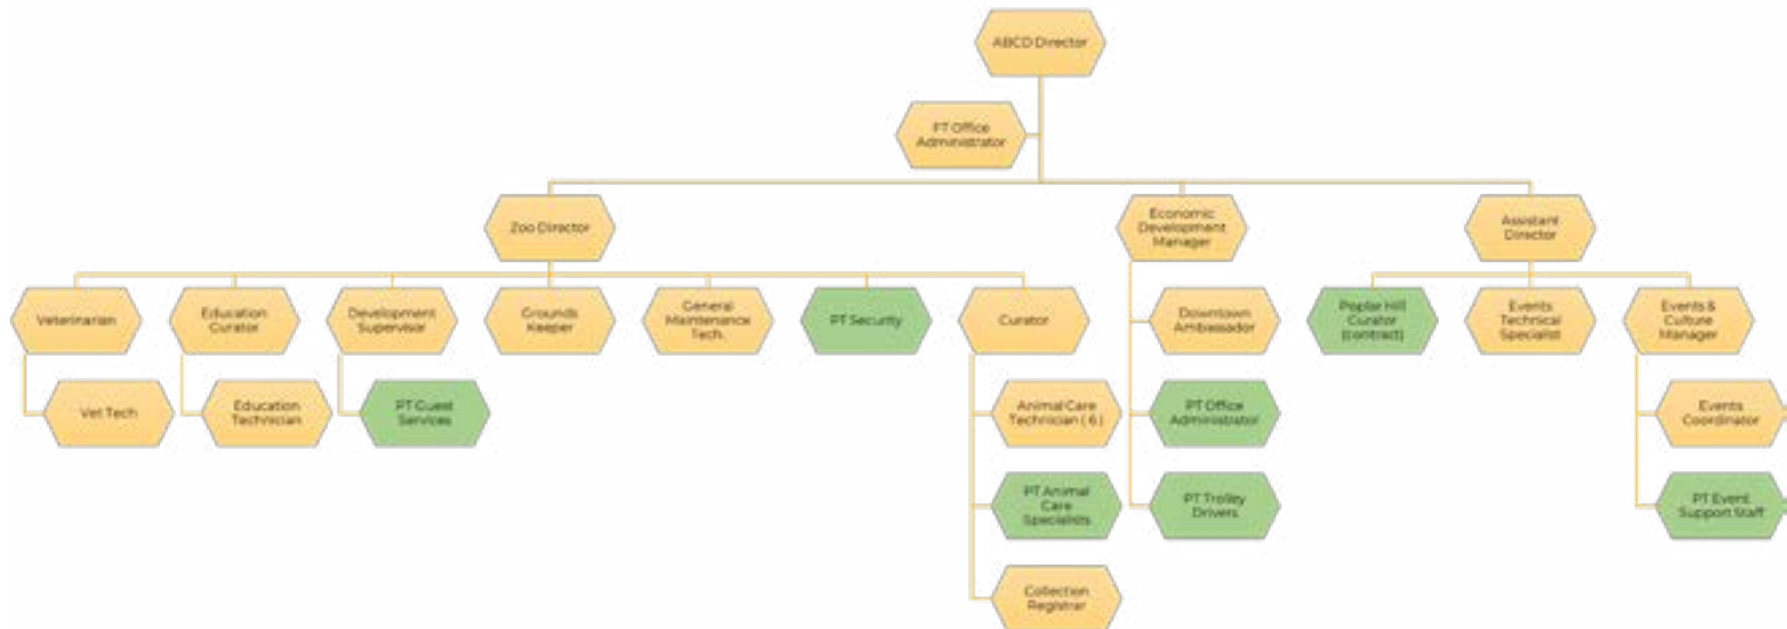 ABCD Director
FT Office
Administrator
Zoo Director
Economic
Development
Manager
Assistant
Director
Veterinarian
Education
Curator
Development
Supervisor
Grounds
Keeper
General
Maintenance
Tech.
PT Security
Curator
Downtown
Ambassador
Poplar Hill
Curator
(contract)
Events
Technical
Specialist
Events &
Culture
Manager
Vet Tech
Education
Technician
PT Guest
Services
Animal Care
Technician ( 6 )
PT Office
Administrator
Events
Coordinator
PT Animal
Care
Specialists
PT Trolley
Drivers
PT Event
Support Staff
Collection
Registrar